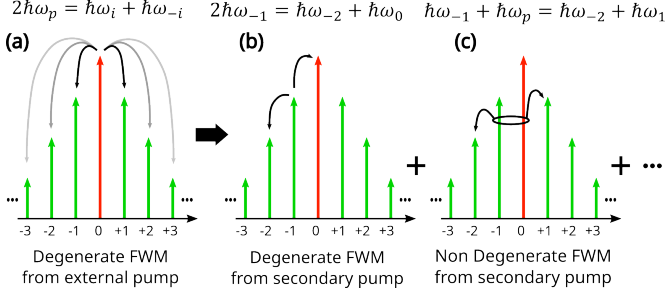 2ℏω_p = ℏω_i + ℏω_{−i}
2ℏω_{−1} = ℏω_{−2} + ℏω_0
ℏω_{−1} + ℏω_p = ℏω_{−2} + ℏω_1
(a)
(b)
(c)
... ... ... + ... + ...
-3 -2 -1 0 +1 +2 +3
-3 -2 -1 0 +1 +2 +3
-3 -2 -1 0 +1 +2 +3
Degenerate FWM
from external pump
Degenerate FWM
from secondary pump
Non Degenerate FWM
from secondary pump